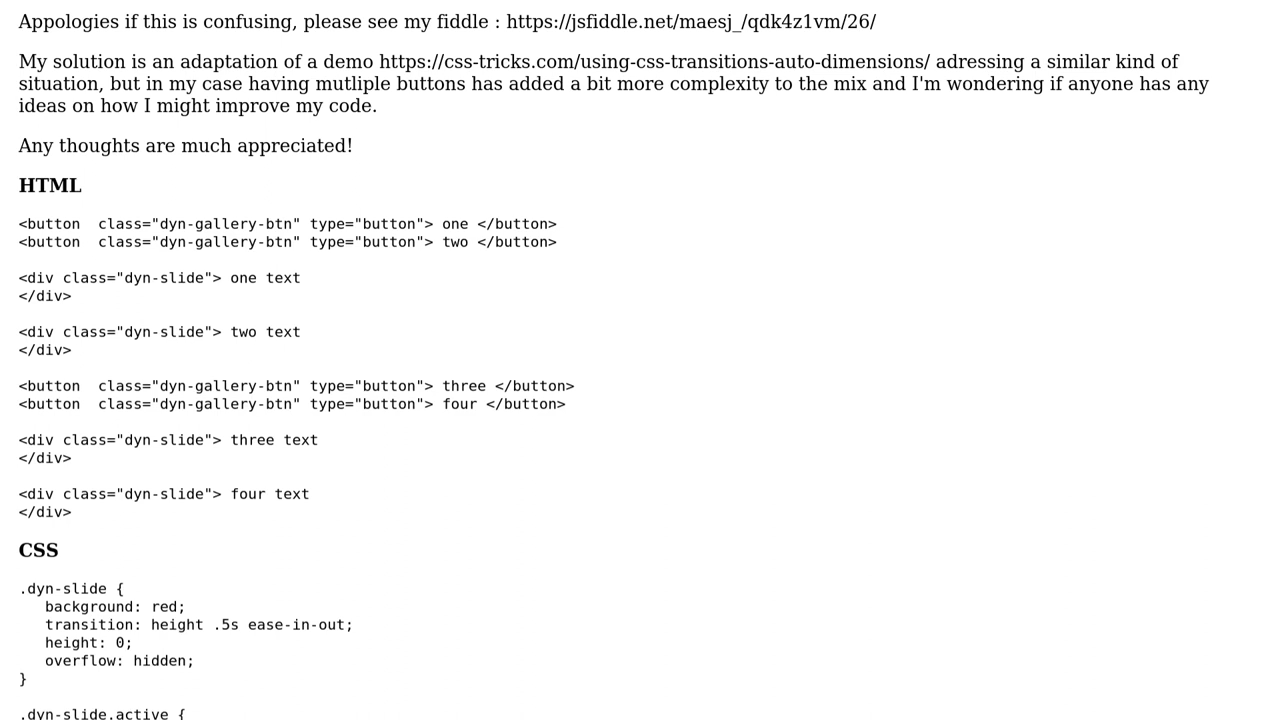 Appologies if this is confusing, please see my fiddle : https://jsfiddle.net/maesj_/qdk4z1vm/26/
My solution is an adaptation of a demo https://css-tricks.com/using-css-transitions-auto-dimensions/ adressing a similar kind of
situation, but in my case having mutliple buttons has added a bit more complexity to the mix and I'm wondering if anyone has any
ideas on how I might improve my code.
Any thoughts are much appreciated!
HTML
<button  class="dyn-gallery-btn" type="button"> one </button>
<button  class="dyn-gallery-btn" type="button"> two </button>
<div class="dyn-slide"> one text
</div>
<div class="dyn-slide"> two text
</div>
<button  class="dyn-gallery-btn" type="button"> three </button>
<button  class="dyn-gallery-btn" type="button"> four </button>
<div class="dyn-slide"> three text
</div>
<div class="dyn-slide"> four text
</div>
CSS
.dyn-slide {
   background: red;
   transition: height .5s ease-in-out;
   height: 0;
   overflow: hidden;
}
.dyn-slide.active {